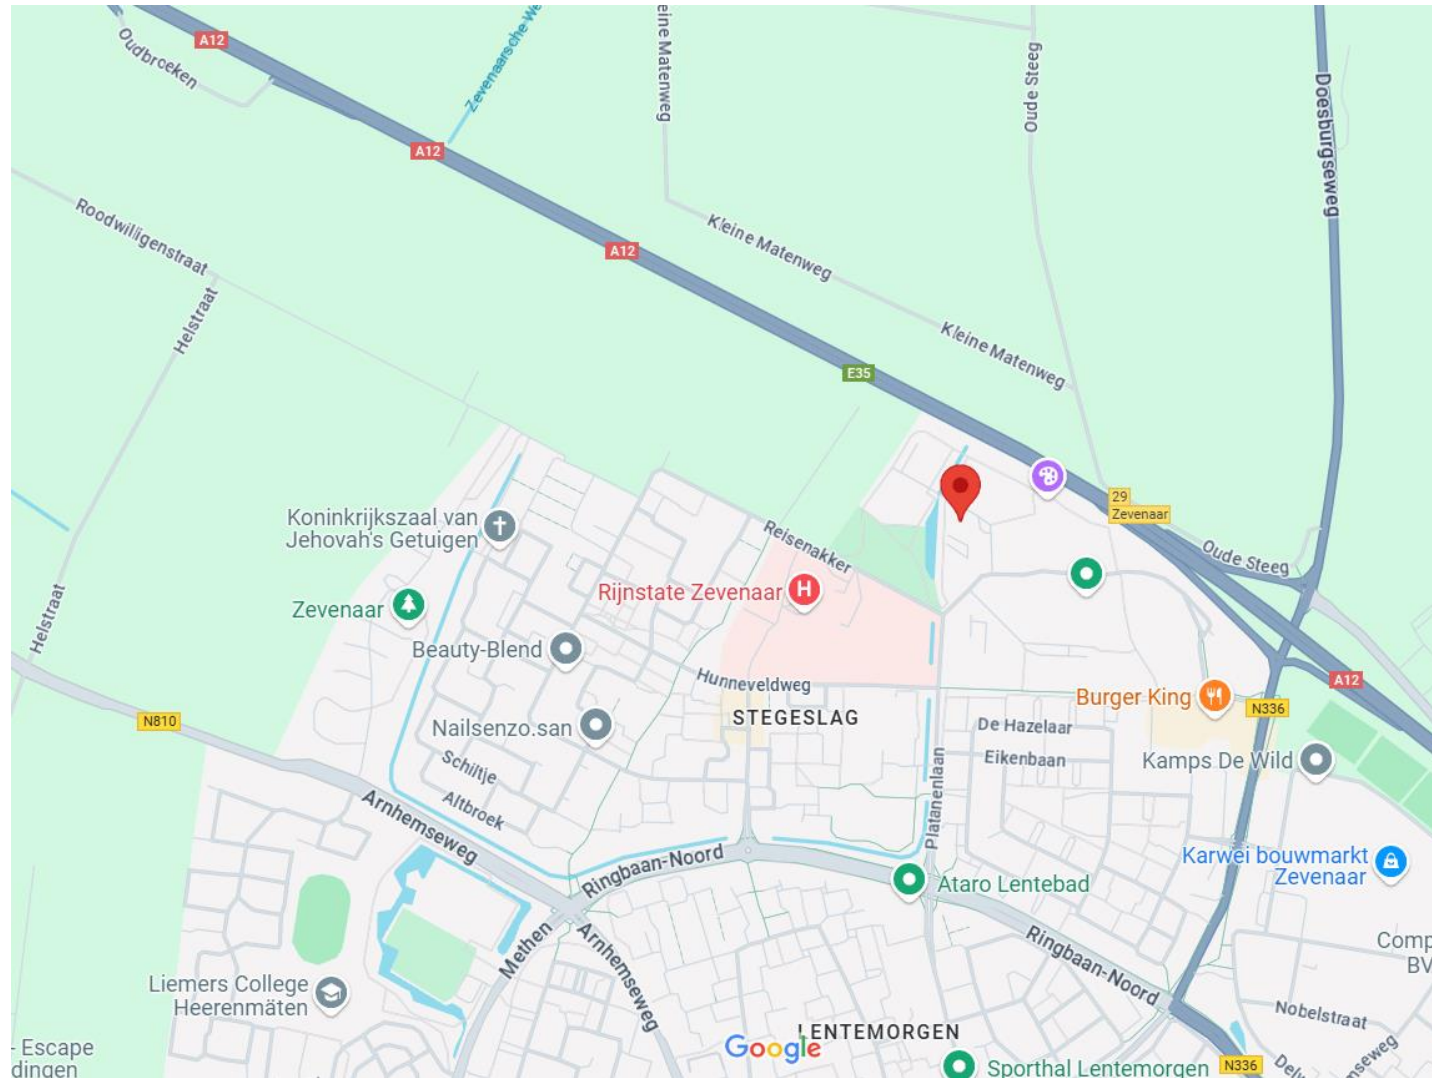 A12
Oudbroeken
Zevenaarsche We
eine Matenweg
Oude Steeg
Doesburgseweg
A12
Roodwilligenstraat
Kleine Matenweg
A12
Helstraat
Kleine Matenweg
E35
29
Zevenaar
Koninkrijkszaal van
Jehovah's Getuigen
Reisenakker
Oude Steeg
Rijnstate Zevenaar
H
Zevenaar
Helstraat
Beauty-Blend
Hunneveldweg
A12
Burger King
N336
N810
STEGESLAG
De Hazelaar
Nailsenzo.san
Eikenbaan
Kamps De Wild
Schiltje
Altbroek
Arnhemseweg
Platanenlaan
Ringbaan-Noord
Karwei bouwmarkt
Zevenaar
Ataro Lentebad
Methen
Arnhemseweg
Ringbaan-Noord
Comp
BV
Liemers College
Heerenmäten
Nobelstraat
LENTEMORGEN
Google
- Escape
dingen
Sporthal Lentemorgen
N336
mseweg